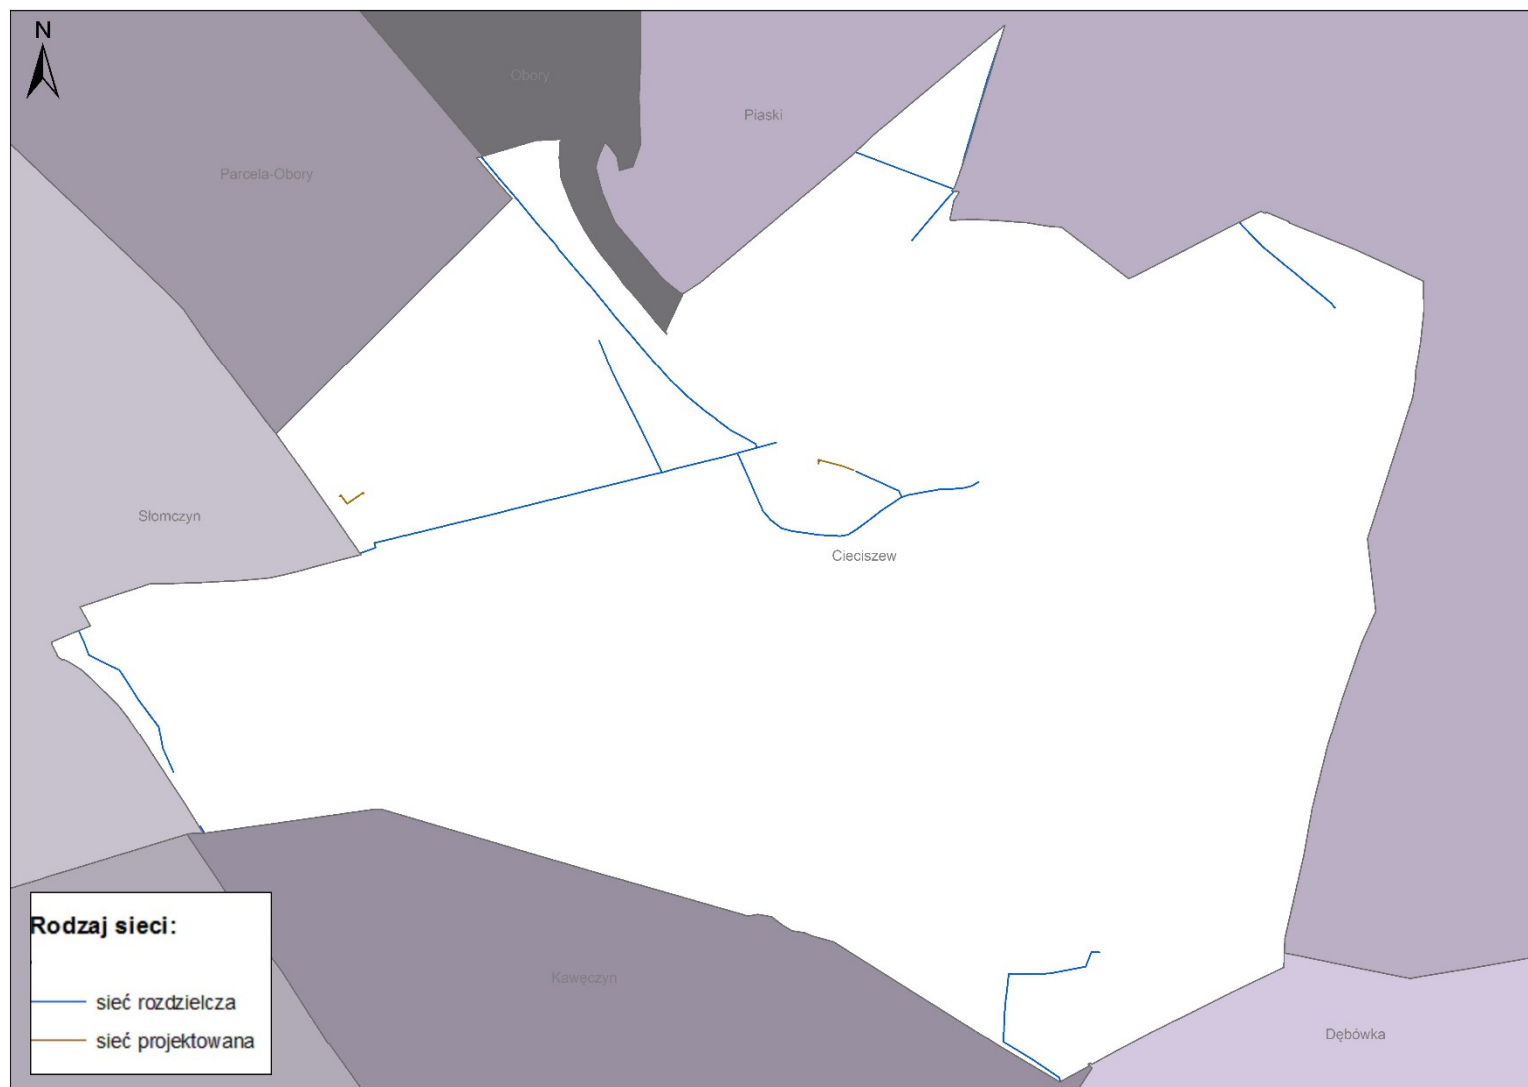 N
Obory
Piaski
Parcela-Obory
Słomczyn
Cieciszew
Rodzaj sieci:
sieć rozdzielcza
sieć projektowana
Kawęczyn
Dębówka